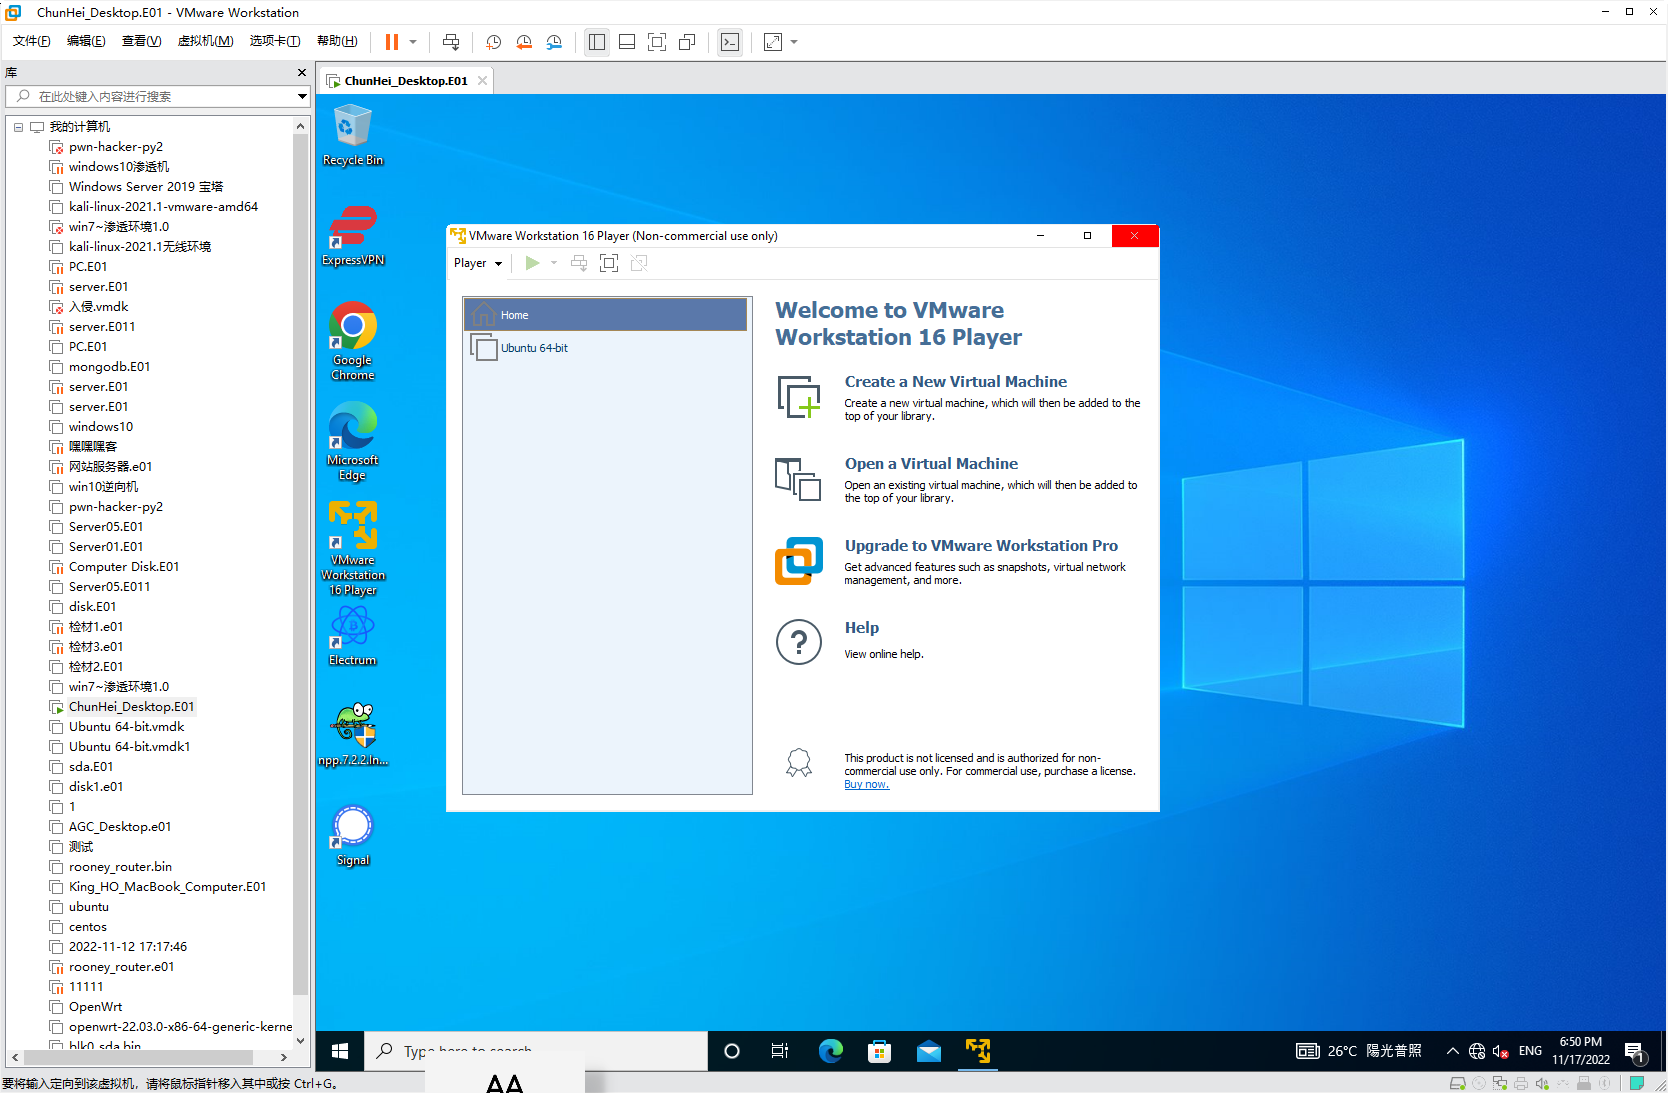 ChunHei_Desktop.E01 - VMware Workstation
文件(F) 编辑(E) 查看(V) 虚拟机(M) 选项卡(T) 帮助(H)
库
在此处键入内容进行搜索
我的计算机
pwn-hacker-py2
windows10渗透机
Windows Server 2019 宝塔
kali-linux-2021.1-vmware-amd64
win7~渗透环境1.0
kali-linux-2021.1无线环境
PC.E01
server.E01
入侵.vmdk
server.E011
PC.E01
mongodb.E01
server.E01
server.E01
windows10
嘿嘿嘿客
网站服务器.e01
win10逆向机
pwn-hacker-py2
Server05.E01
Server01.E01
Computer Disk.E01
Server05.E011
disk.E01
检材1.e01
检材3.e01
检材2.E01
win7~渗透环境1.0
ChunHei_Desktop.E01
Ubuntu 64-bit.vmdk
Ubuntu 64-bit.vmdk1
sda.E01
disk1.e01
1
AGC_Desktop.e01
测试
rooney_router.bin
King_HO_MacBook_Computer.E01
ubuntu
centos
2022-11-12 17:17:46
rooney_router.e01
11111
OpenWrt
openwrt-22.03.0-x86-64-generic-kerne
blk0_sda.bin
ChunHei_Desktop.E01
Recycle Bin
ExpressVPN
Google
Chrome
Microsoft
Edge
VMware
Workstation
16 Player
Electrum
npp.7.2.2.In...
Signal
VMware Workstation 16 Player (Non-commercial use only)
Player
Home
Ubuntu 64-bit
Welcome to VMware
Workstation 16 Player
Create a New Virtual Machine
Create a new virtual machine, which will then be added to the
top of your library.
Open a Virtual Machine
Open an existing virtual machine, which will then be added to
the top of your library.
Upgrade to VMware Workstation Pro
Get advanced features such as snapshots, virtual network
management, and more.
Help
View online help.
This product is not licensed and is authorized for non-
commercial use only. For commercial use, purchase a license.
Buy now.
Type here to search
26°C 陽光普照
ENG
6:50 PM
11/17/2022
1
要将输入定向到该虚拟机，请将鼠标指针移入其中或按 Ctrl+G。